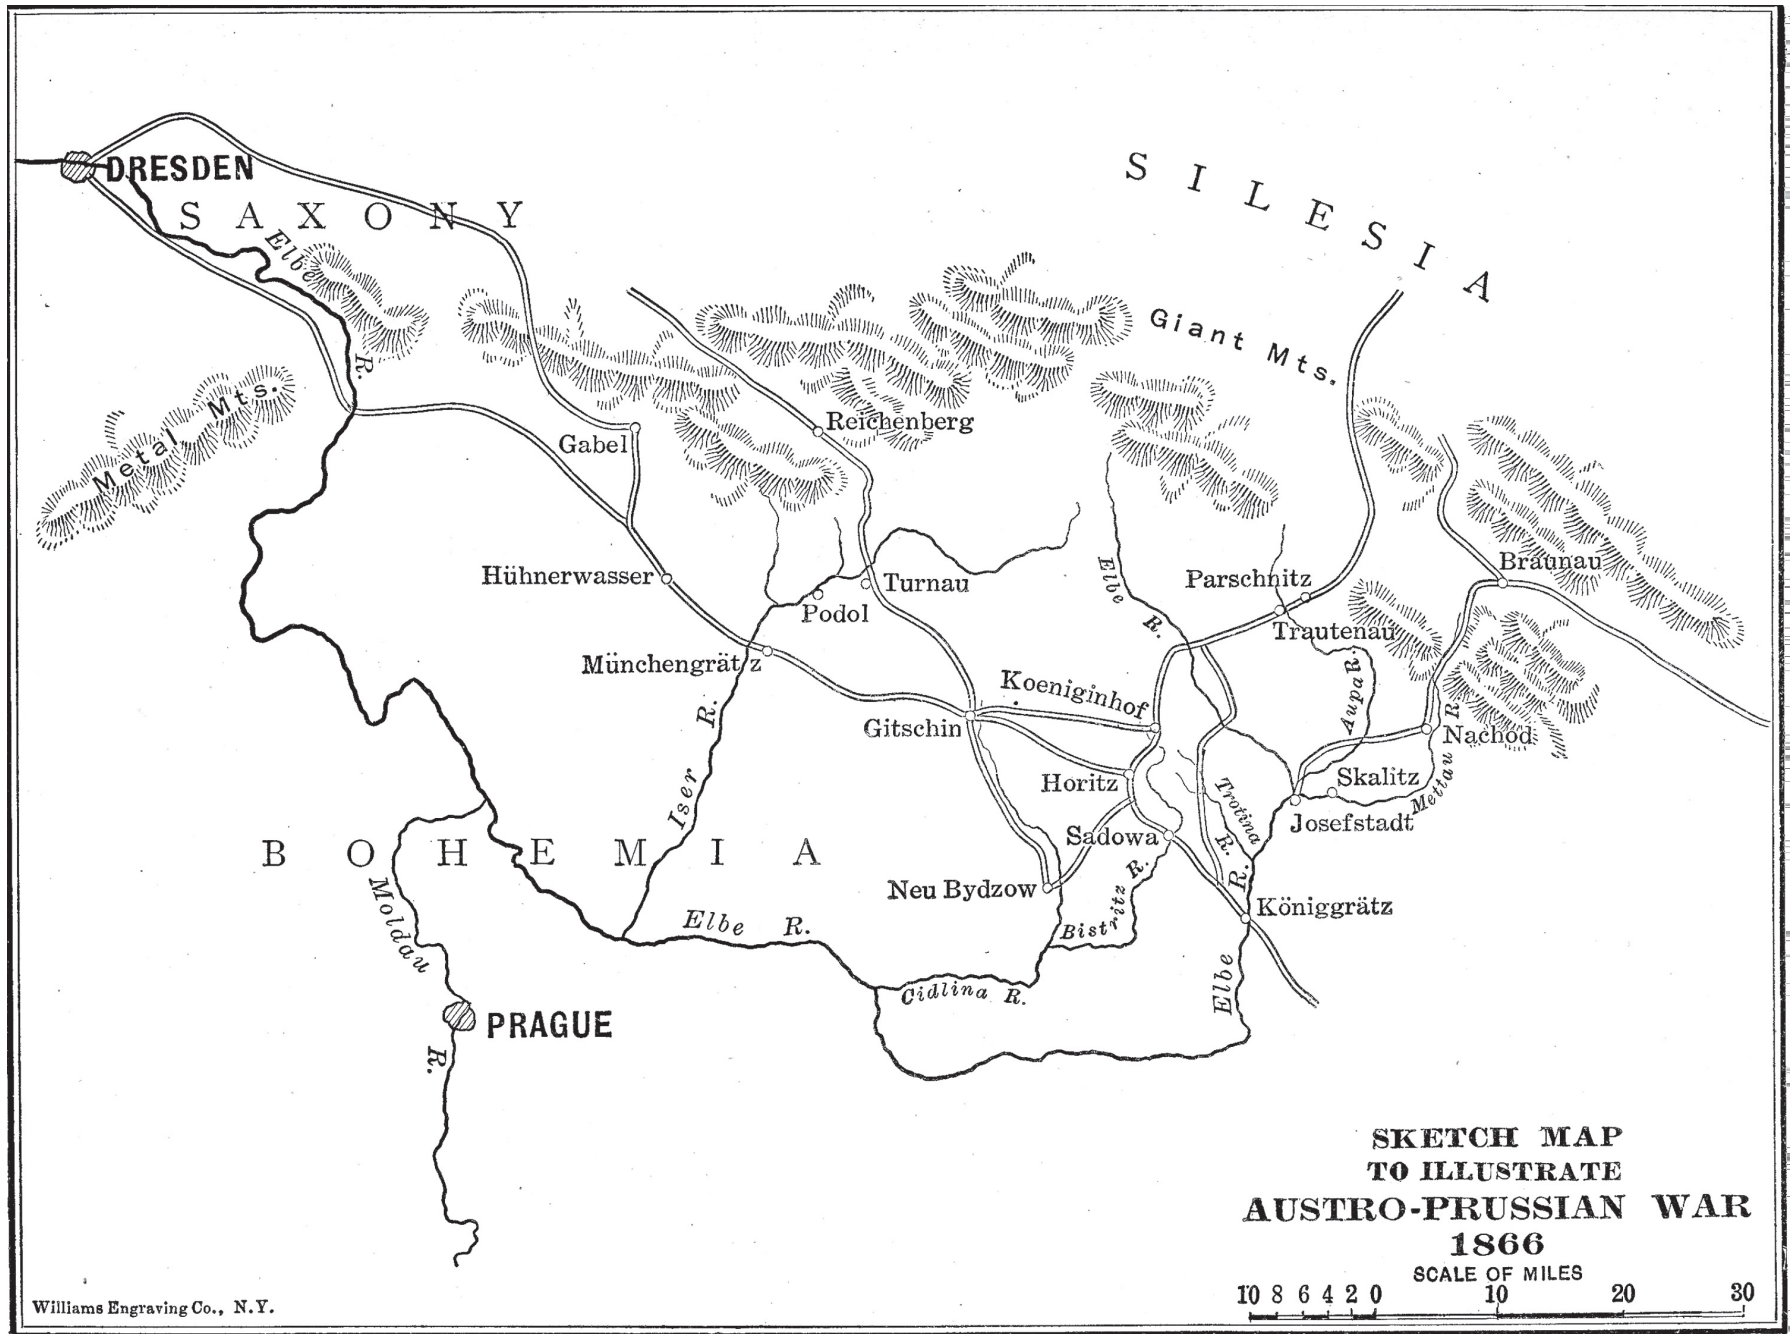 DRESDEN
SAXONY
SILESIA
Elbe R.
Giant Mts.
Metal Mts.
Reichenberg
Gabel
Braunau
Hühnerwasser
Turnau
Parschnitz
Elbe R.
Podol
Trautenau
Münchengrätz
Koeniginhof
Aupa R.
Iser R.
Gitschin
Nachod
Mettau R.
Horitz
Skalitz
Trotina R.
Josefstadt
Sadowa
BOHEMIA
Neu Bydzow
Moldau R.
Elbe R.
Bistritz R.
Königgrätz
Cidlina R.
Elbe R.
PRAGUE
SKETCH MAP
TO ILLUSTRATE
AUSTRO-PRUSSIAN WAR
1866
SCALE OF MILES
10 8 6 4 2 0 10 20 30
Williams Engraving Co., N.Y.